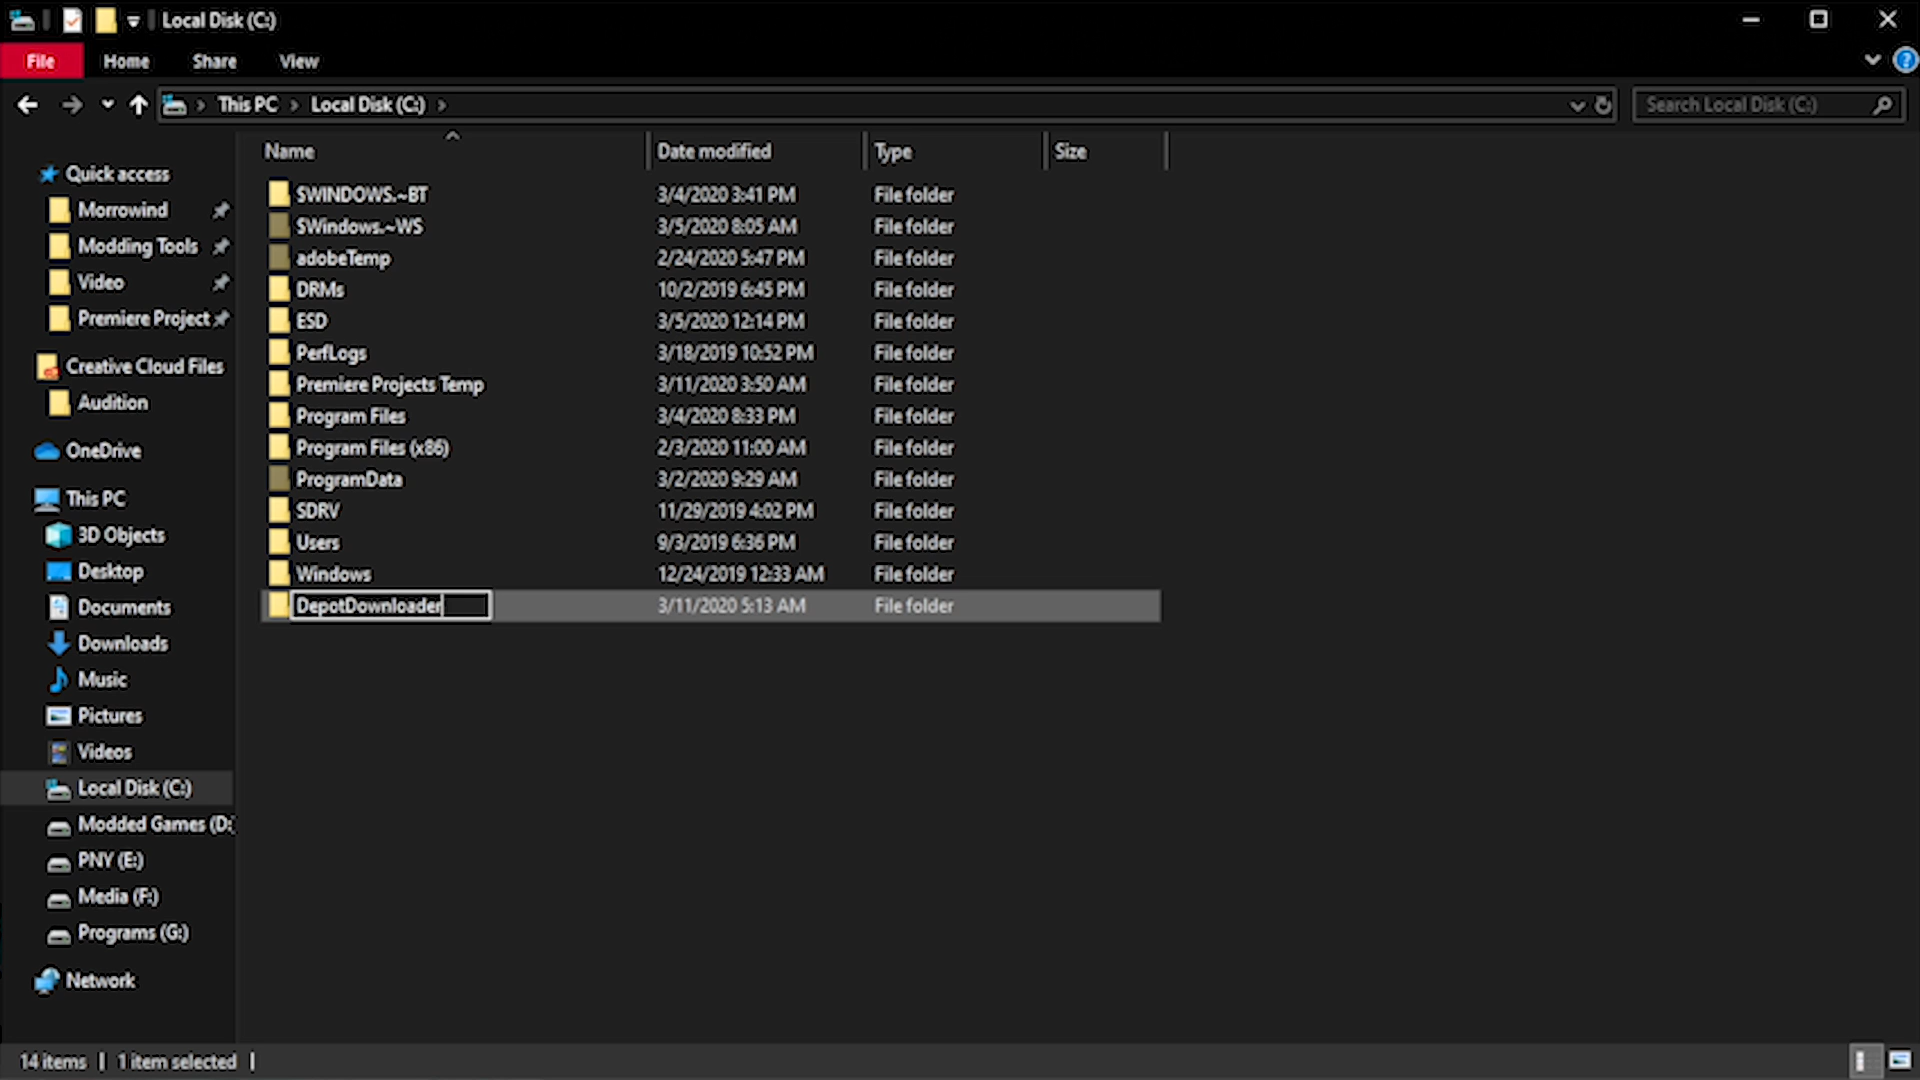 Local Disk (C:)
File Home Share View
This PC Local Disk (C:) Search Local Disk (C:)
Name Date modified Type Size
Quick access
Morrowind
Modding Tools
Video
Premiere Project
Creative Cloud Files
Audition
OneDrive
This PC
3D Objects
Desktop
Documents
Downloads
Music
Pictures
Videos
Local Disk (C:)
Modded Games (D:)
PNY (E:)
Media (F:)
Programs (G:)
Network
$WINDOWS.~BT 3/4/2020 3:41 PM File folder
$Windows.~WS 3/5/2020 8:05 AM File folder
adobeTemp 2/24/2020 5:47 PM File folder
DRMs 10/2/2019 6:45 PM File folder
ESD 3/5/2020 12:14 PM File folder
PerfLogs 3/18/2019 10:52 PM File folder
Premiere Projects Temp 3/11/2020 3:50 AM File folder
Program Files 3/4/2020 8:33 PM File folder
Program Files (x86) 2/3/2020 11:00 AM File folder
ProgramData 3/2/2020 9:29 AM File folder
SDRV 11/29/2019 4:02 PM File folder
Users 9/3/2019 6:36 PM File folder
Windows 12/24/2019 12:33 AM File folder
DepotDownloader 3/11/2020 5:13 AM File folder
14 items 1 item selected